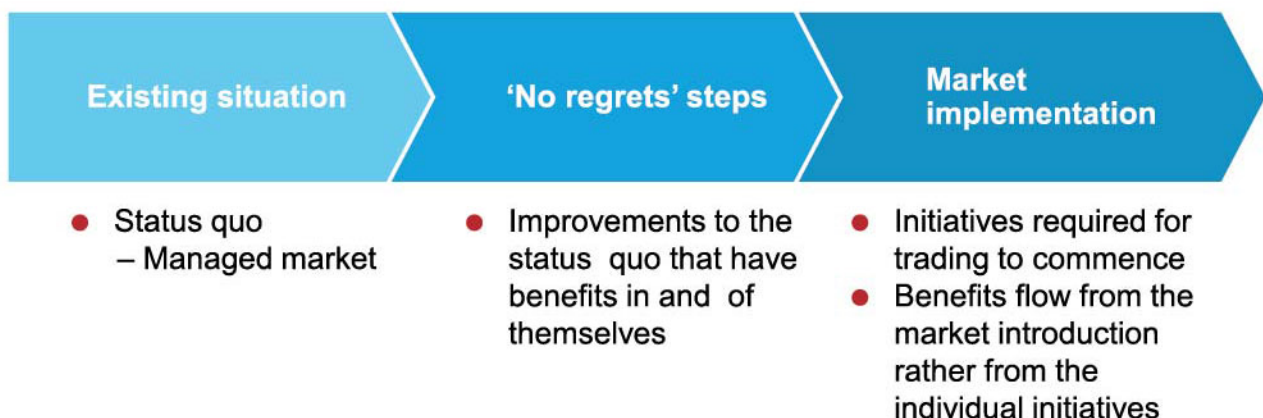 Existing situation
‘No regrets’ steps
Market
implementation
● Status quo
– Managed market
● Improvements to the
status quo that have
benefits in and of
themselves
● Initiatives required for
trading to commence
● Benefits flow from the
market introduction
rather from the
individual initiatives